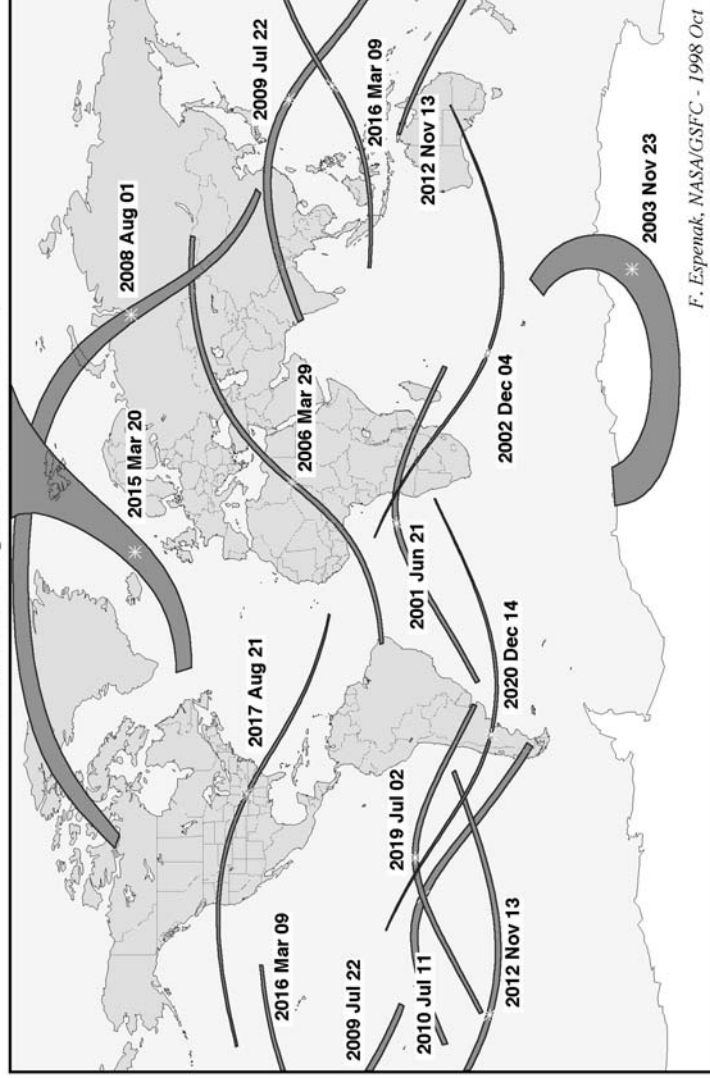 2015 Mar 20
2008 Aug 01
2017 Aug 21
2009 Jul 22
2016 Mar 09
2006 Mar 29
2009 Jul 22
2016 Mar 09
2019 Jul 02
2001 Jun 21
2010 Jul 11
2012 Nov 13
2012 Nov 13
2020 Dec 14
2002 Dec 04
2003 Nov 23
F. Espenak, NASA/GSFC - 1998 Oct